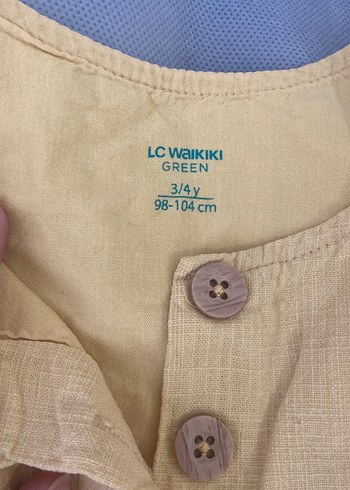 LC WAIKIKI
GREEN
3/4 y
98-104 cm